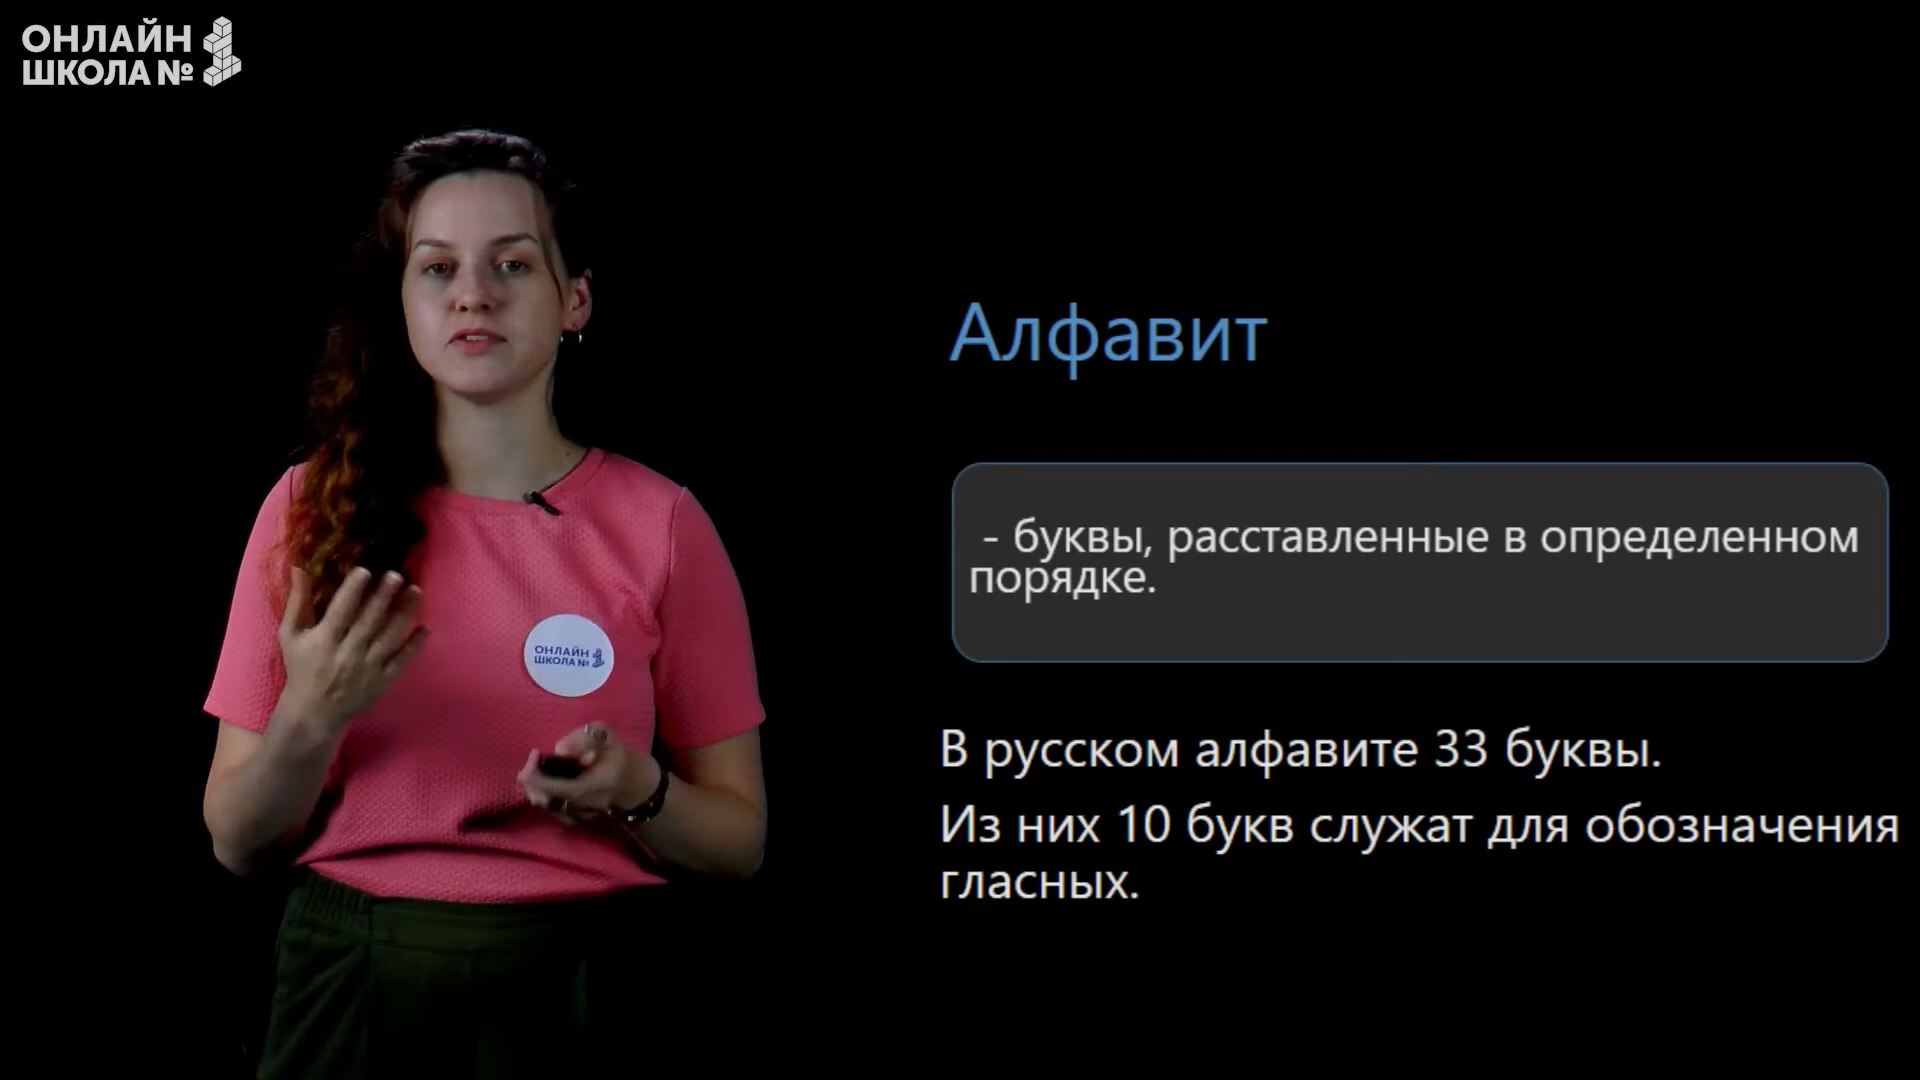 ОНЛАЙН
ШКОЛА №
Алфавит
- буквы, расставленные в определенном
порядке.
В русском алфавите 33 буквы.
Из них 10 букв служат для обозначения
гласных.
ОНЛАЙН
ШКОЛА №